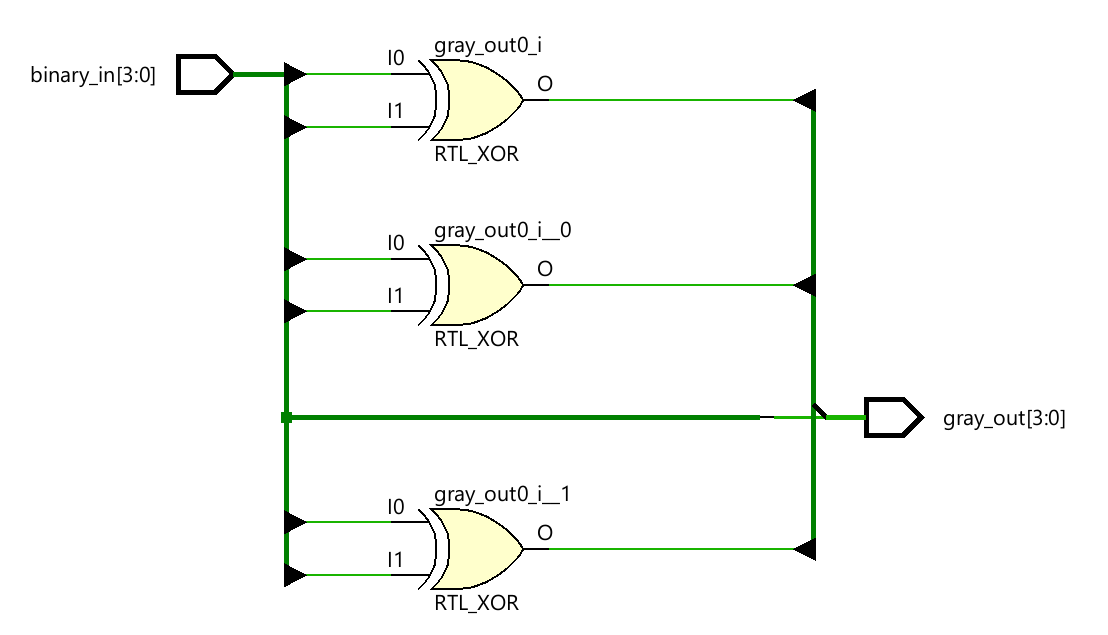 gray_out0_i
I0
O
binary_in[3:0]
I1
RTL_XOR
gray_out0_i__0
I0
O
I1
RTL_XOR
gray_out[3:0]
gray_out0_i__1
I0
O
I1
RTL_XOR